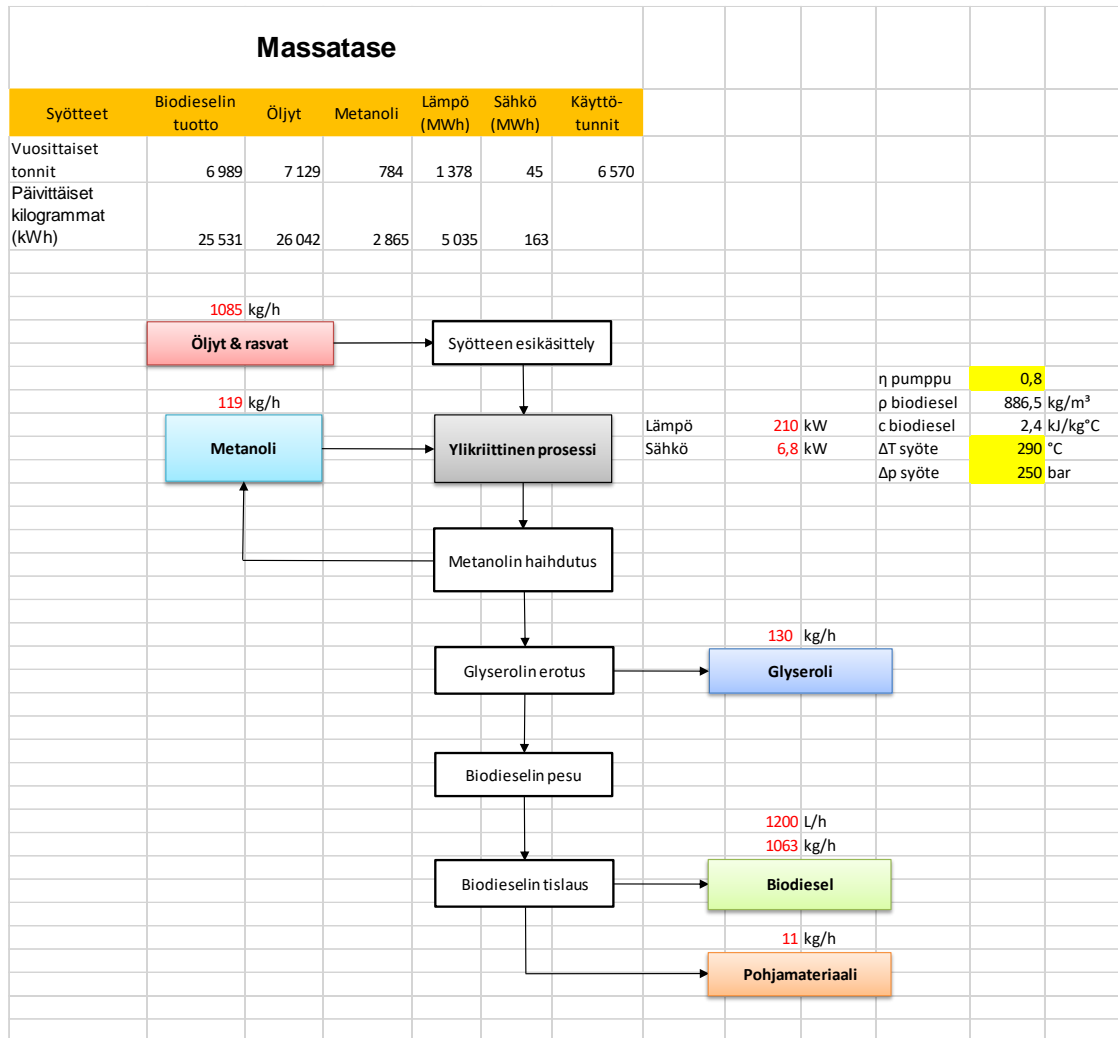 Massatase
Syötteet Biodieselin tuotto Öljyt Metanoli Lämpö (MWh) Sähkö (MWh) Käyttö-tunnit
Vuosittaiset tonnit 6 989 7 129 784 1 378 45 6 570
Päivittäiset kilogrammat (kWh) 25 531 26 042 2 865 5 035 163
1085 kg/h
Öljyt & rasvat
Syötteen esikäsittely
η pumppu 0,8
119 kg/h
ρ biodiesel 886,5 kg/m³
Metanoli
Ylikriittinen prosessi
Lämpö 210 kW
c biodiesel 2,4 kJ/kg°C
Sähkö 6,8 kW
ΔT syöte 290 °C
Δp syöte 250 bar
Metanolin haihdutus
130 kg/h
Glyserolin erotus
Glyseroli
Biodieselin pesu
1200 L/h
1063 kg/h
Biodieselin tislaus
Biodiesel
11 kg/h
Pohjamateriaali